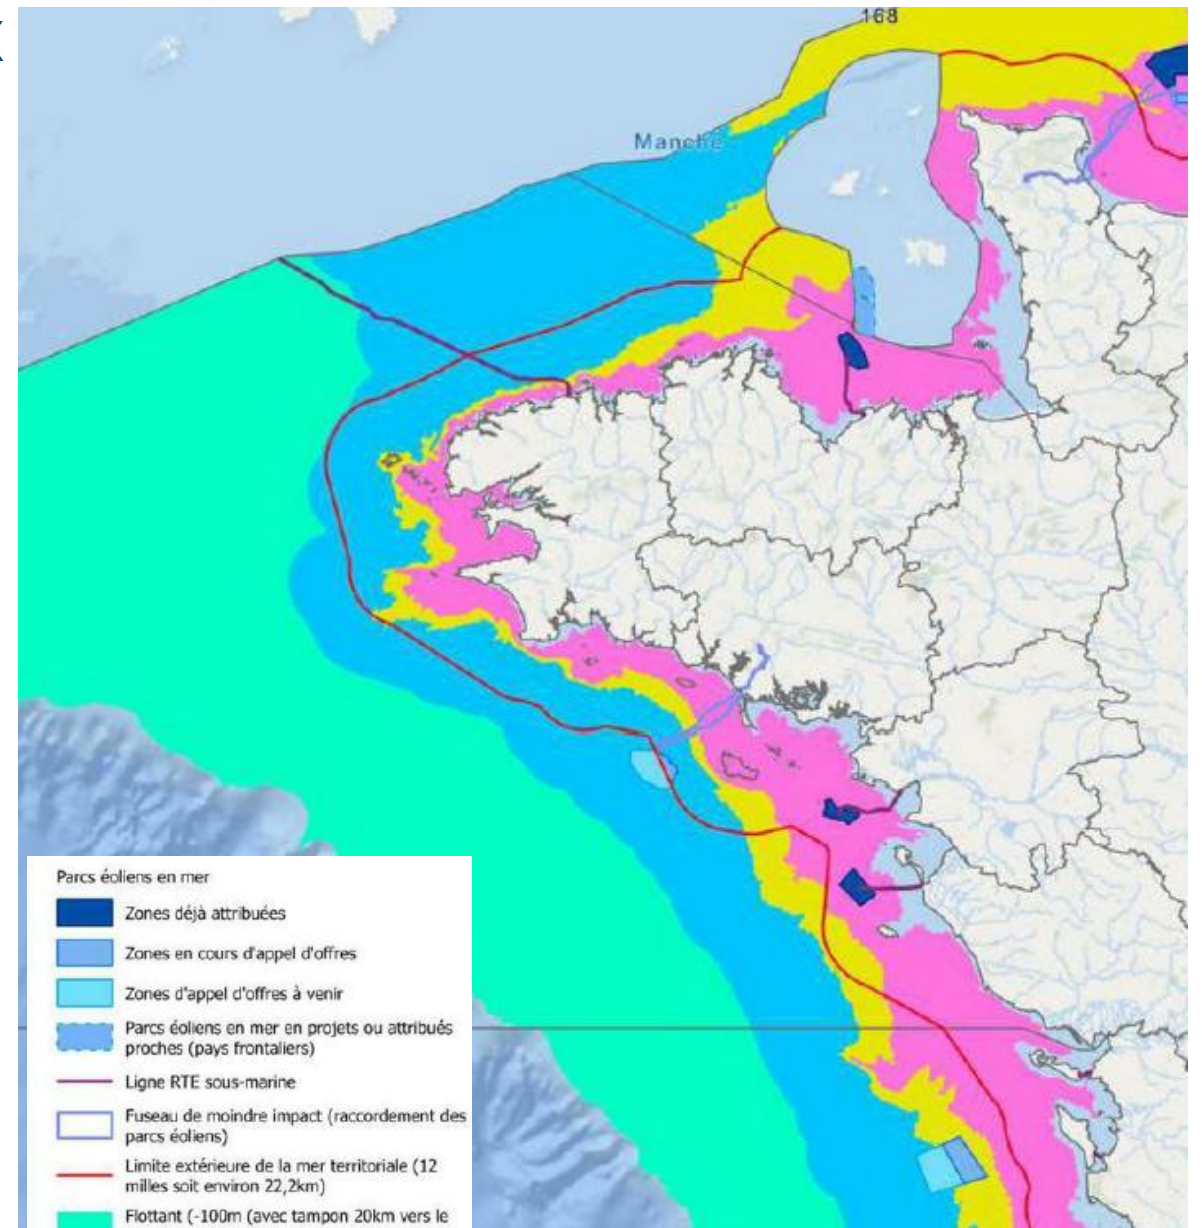 168
Manche
Parcs éoliens en mer
Zones déjà attribuées
Zones en cours d'appel d'offres
Zones d'appel d'offres à venir
Parcs éoliens en mer en projets ou attribués
proches (pays frontaliers)
Ligne RTE sous-marine
Fuseau de moindre impact (raccordement des
parcs éoliens)
Limite extérieure de la mer territoriale (12
milles soit environ 22,2km)
Flottant (-100m (avec tampon 20km vers le